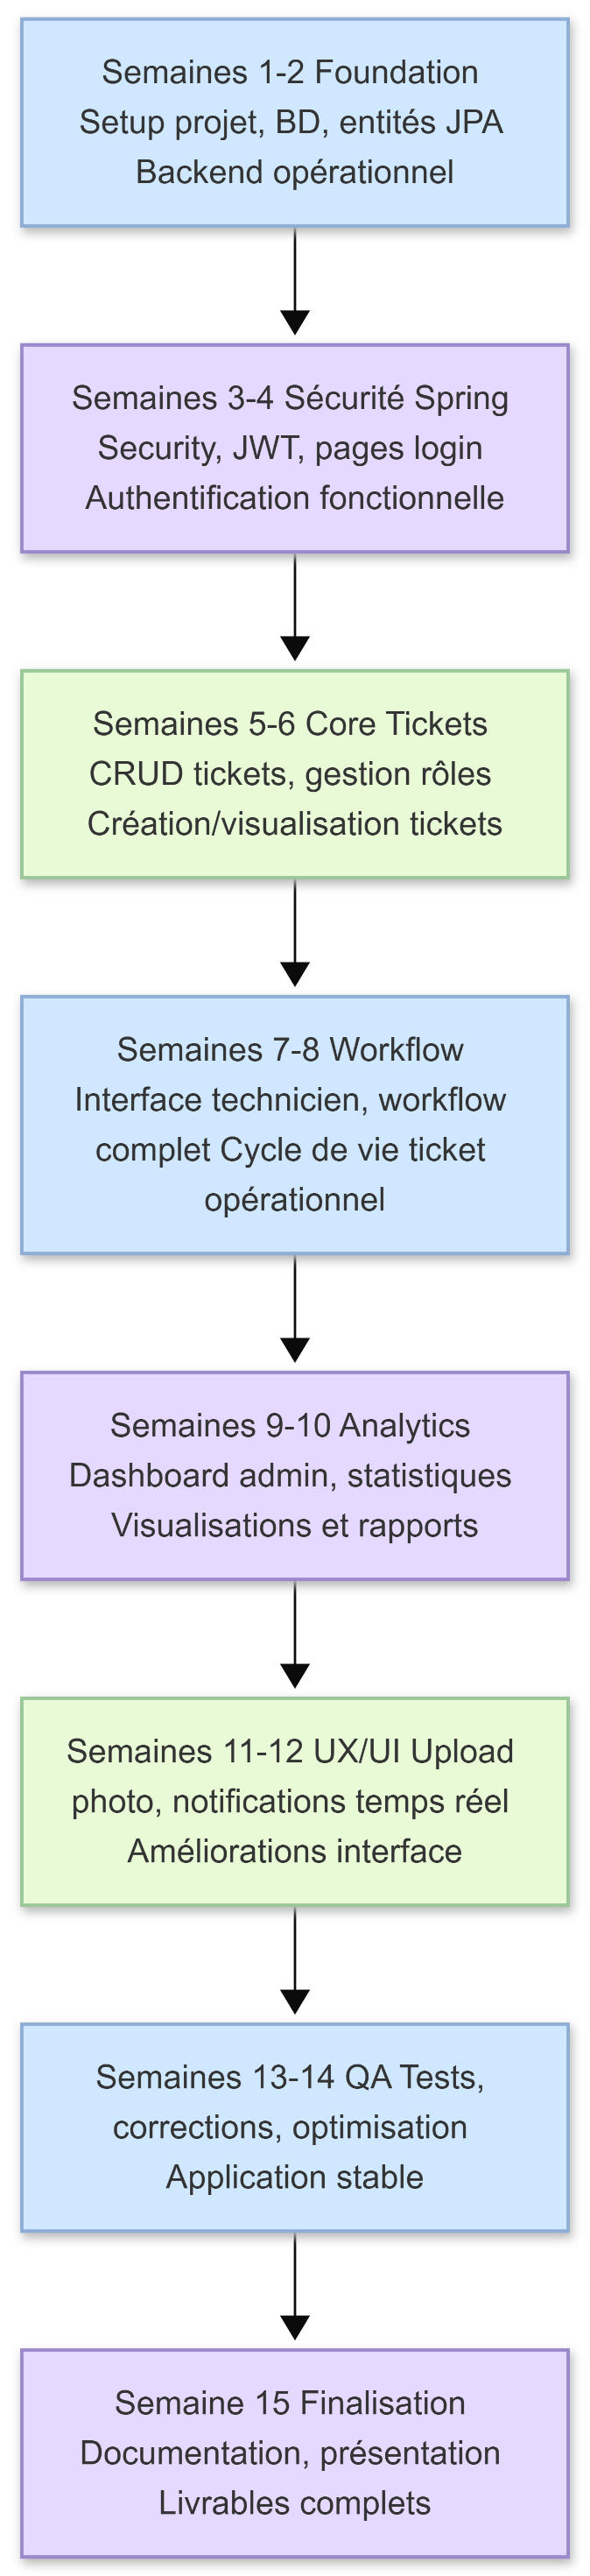 Semaines 1-2 Foundation
Setup projet, BD, entités JPA
Backend opérationnel
Semaines 3-4 Sécurité Spring
Security, JWT, pages login
Authentification fonctionnelle
Semaines 5-6 Core Tickets
CRUD tickets, gestion rôles
Création/visualisation tickets
Semaines 7-8 Workflow
Interface technicien, workflow
complet Cycle de vie ticket
opérationnel
Semaines 9-10 Analytics
Dashboard admin, statistiques
Visualisations et rapports
Semaines 11-12 UX/UI Upload
photo, notifications temps réel
Améliorations interface
Semaines 13-14 QA Tests,
corrections, optimisation
Application stable
Semaine 15 Finalisation
Documentation, présentation
Livrables complets